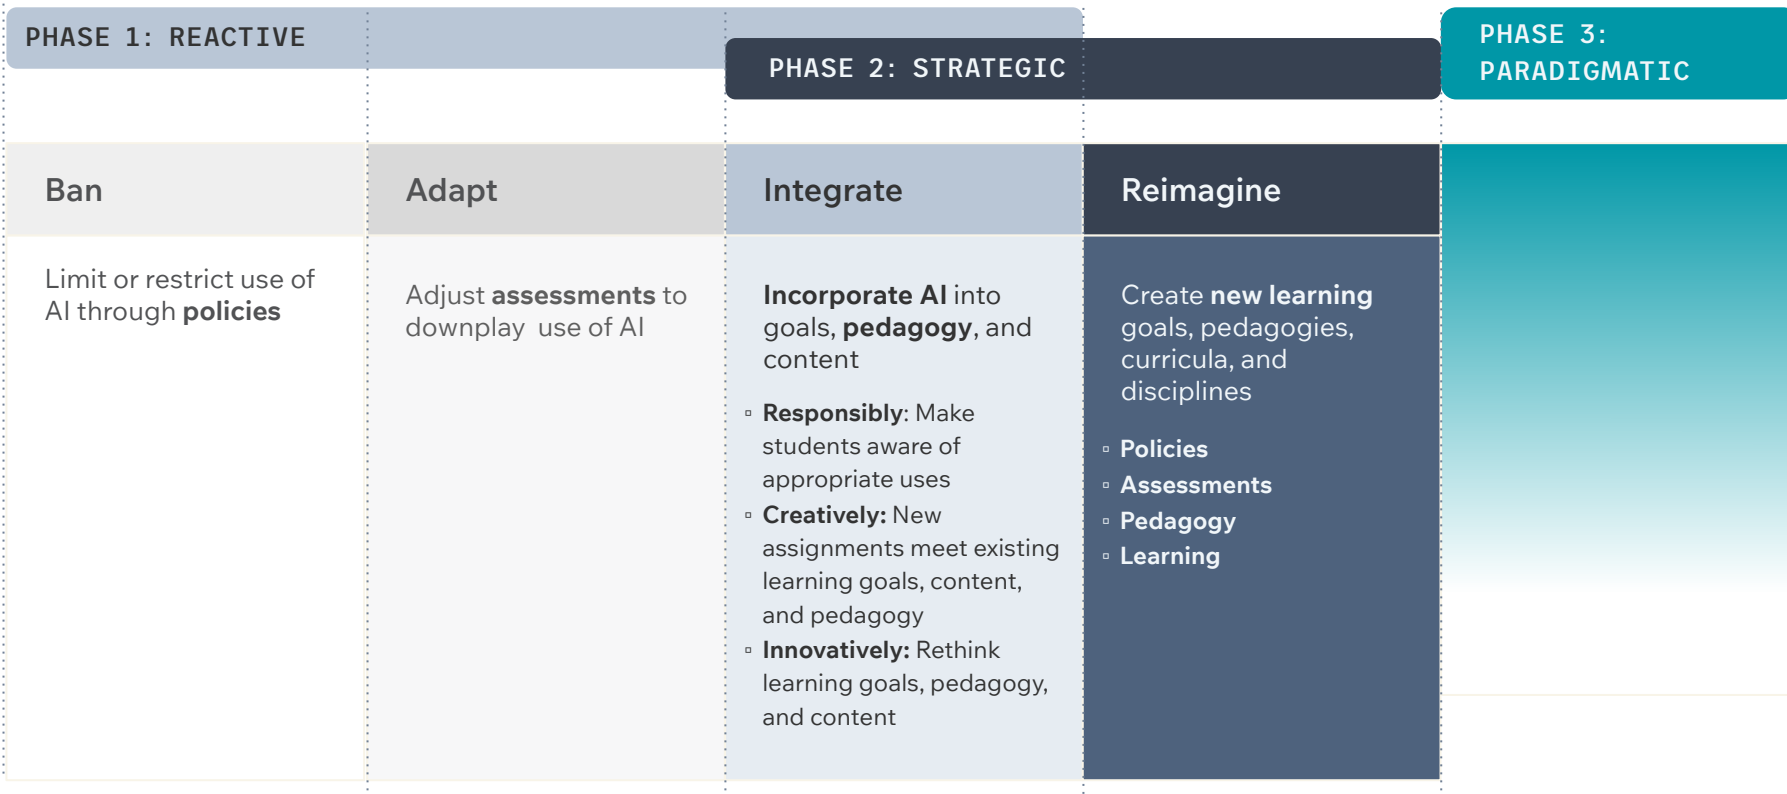 PHASE 1: REACTIVE
PHASE 2: STRATEGIC
PHASE 3:
PARADIGMATIC
Ban
Limit or restrict use of
AI through policies
Adapt
Adjust assessments to
downplay use of AI
Integrate
Incorporate AI into
goals, pedagogy, and
content
▫ Responsibly: Make
students aware of
appropriate uses
▫ Creatively: New
assignments meet existing
learning goals, content,
and pedagogy
▫ Innovatively: Rethink
learning goals, pedagogy,
and content
Reimagine
Create new learning
goals, pedagogies,
curricula, and
disciplines
▫ Policies
▫ Assessments
▫ Pedagogy
▫ Learning